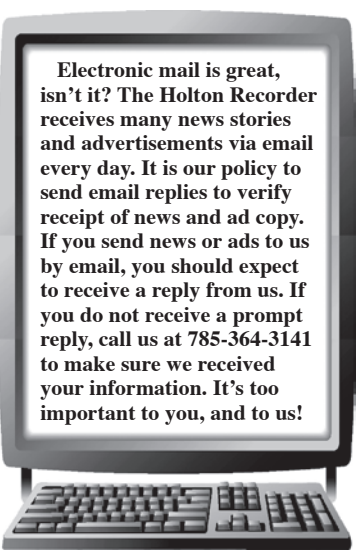 Electronic mail is great,
isn't it? The Holton Recorder
receives many news stories
and advertisements via email
every day. It is our policy to
send email replies to verify
receipt of news and ad copy.
If you send news or ads to us
by email, you should expect
to receive a reply from us. If
you do not receive a prompt
reply, call us at 785-364-3141
to make sure we received
your information. It's too
important to you, and to us!